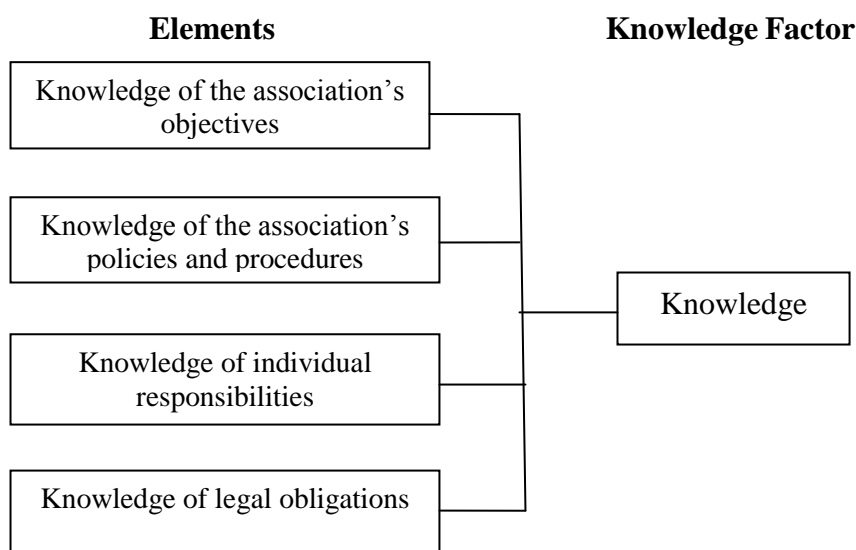 Elements
Knowledge Factor
Knowledge of the association’s
objectives
Knowledge of the association’s
policies and procedures
Knowledge
Knowledge of individual
responsibilities
Knowledge of legal obligations